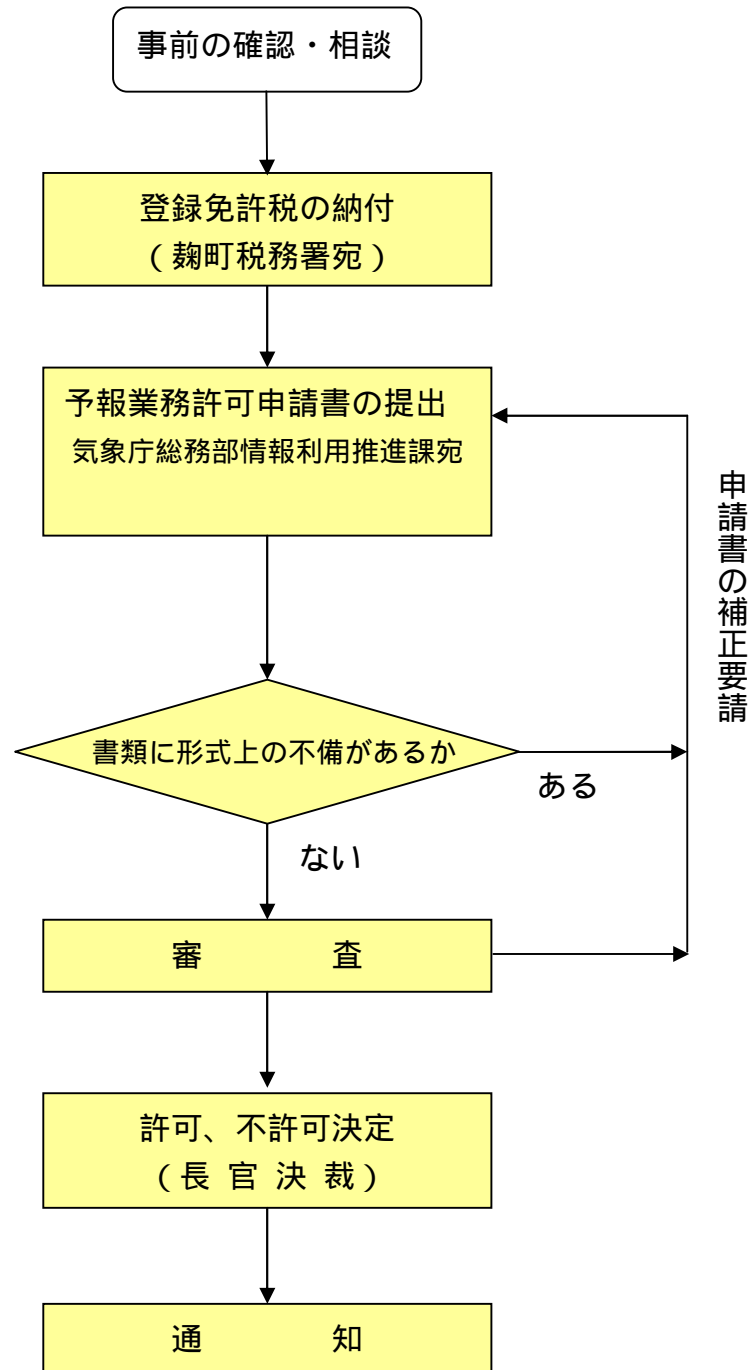 事前の確認・相談
登録免許税の納付
(麹町税務署宛)
予報業務許可申請書の提出
気象庁総務部情報利用推進課宛
申請書の補正要請
書類に形式上の不備があるか
ある
ない
審　　　査
許可、不許可決定
(長 官 決 裁)
通　　　知